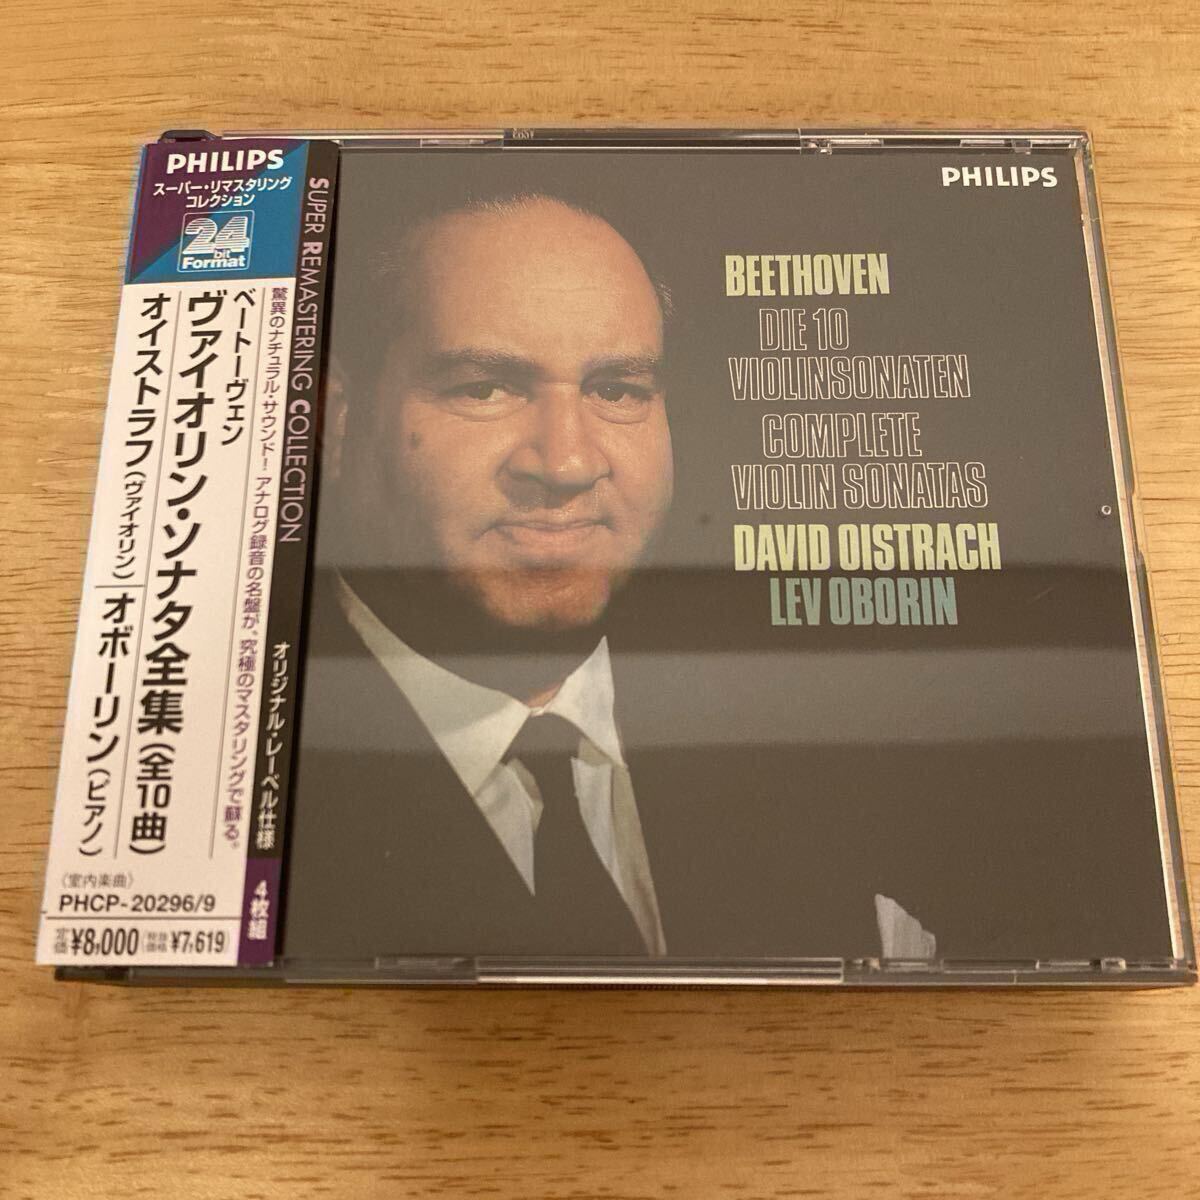 PHILIPS
スーパー・リマスタリング
コレクション
24
bit
Format
SUPER REMASTERING COLLECTION
オリジナル・レーベル仕様
4枚組
驚異のナチュラル・サウンド! アナログ録音の名盤が、究極のマスタリングで蘇る。
ベートーヴェン
ヴァイオリン・ソナタ全集(全10曲)
オイストラフ(ヴァイオリン)
オボーリン(ピアノ)
〈室内楽曲〉
PHCP-20296/9
定価¥8,000(税抜価格¥7,619)
PHILIPS
BEETHOVEN
DIE 10
VIOLINSONATEN
COMPLETE
VIOLIN SONATAS
DAVID OISTRACH
LEV OBORIN